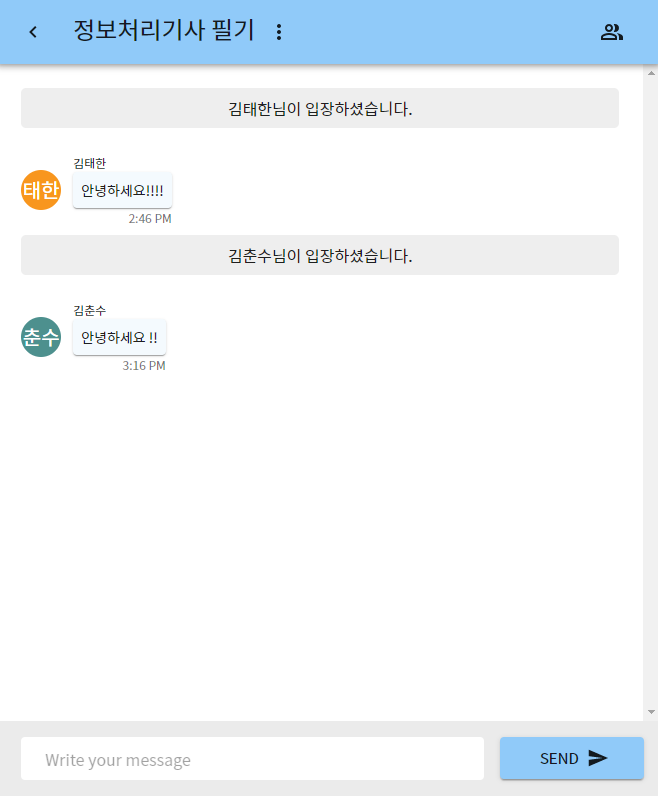 정보처리기사 필기
김태한님이 입장하셨습니다.
김태한
태한
안녕하세요!!!!
2:46 PM
김춘수님이 입장하셨습니다.
김춘수
춘수
안녕하세요 !!
3:16 PM
Write your message
SEND